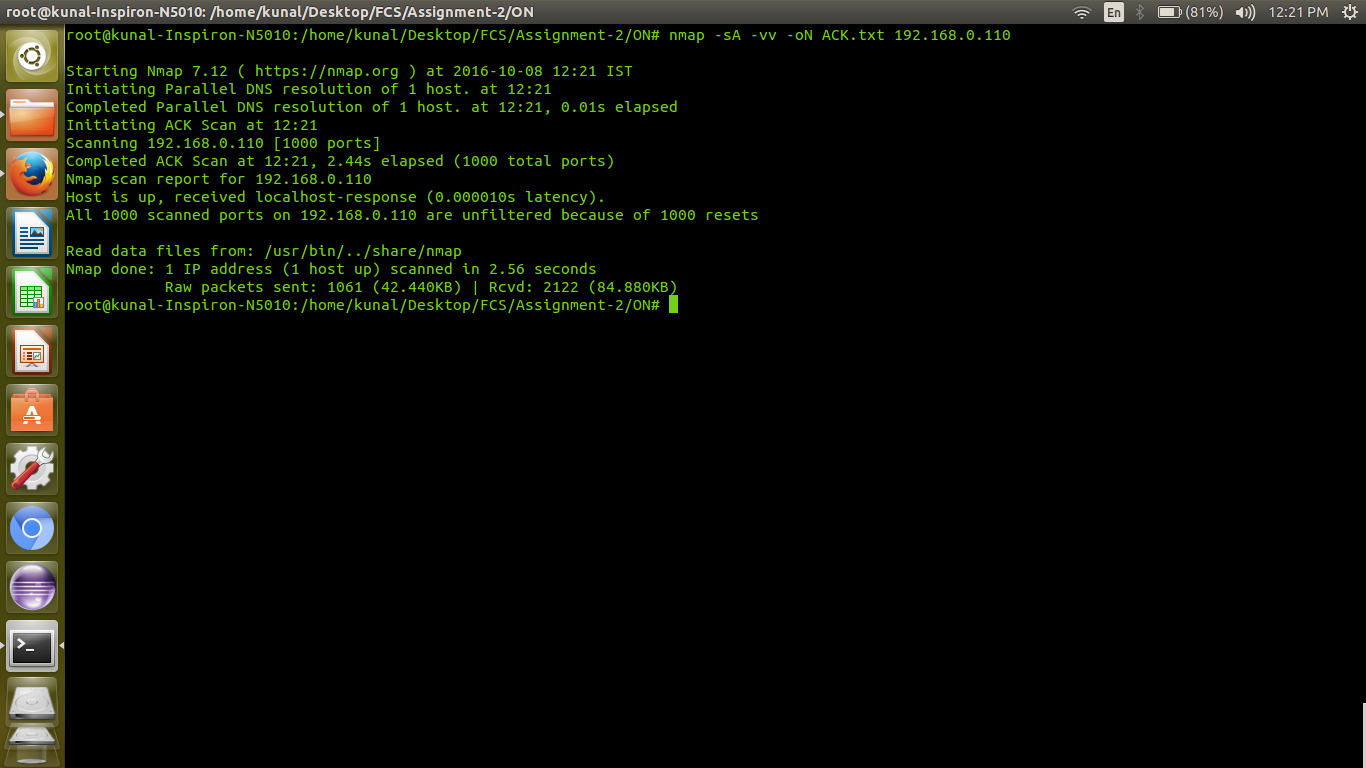 root@kunal-Inspiron-N5010: /home/kunal/Desktop/FCS/Assignment-2/ON
En
(81%)
12:21 PM
root@kunal-Inspiron-N5010:/home/kunal/Desktop/FCS/Assignment-2/ON# nmap -sA -vv -oN ACK.txt 192.168.0.110
Starting Nmap 7.12 ( https://nmap.org ) at 2016-10-08 12:21 IST
Initiating Parallel DNS resolution of 1 host. at 12:21
Completed Parallel DNS resolution of 1 host. at 12:21, 0.01s elapsed
Initiating ACK Scan at 12:21
Scanning 192.168.0.110 [1000 ports]
Completed ACK Scan at 12:21, 2.44s elapsed (1000 total ports)
Nmap scan report for 192.168.0.110
Host is up, received localhost-response (0.000010s latency).
All 1000 scanned ports on 192.168.0.110 are unfiltered because of 1000 resets
Read data files from: /usr/bin/../share/nmap
Nmap done: 1 IP address (1 host up) scanned in 2.56 seconds
Raw packets sent: 1061 (42.440KB) | Rcvd: 2122 (84.880KB)
root@kunal-Inspiron-N5010:/home/kunal/Desktop/FCS/Assignment-2/ON#